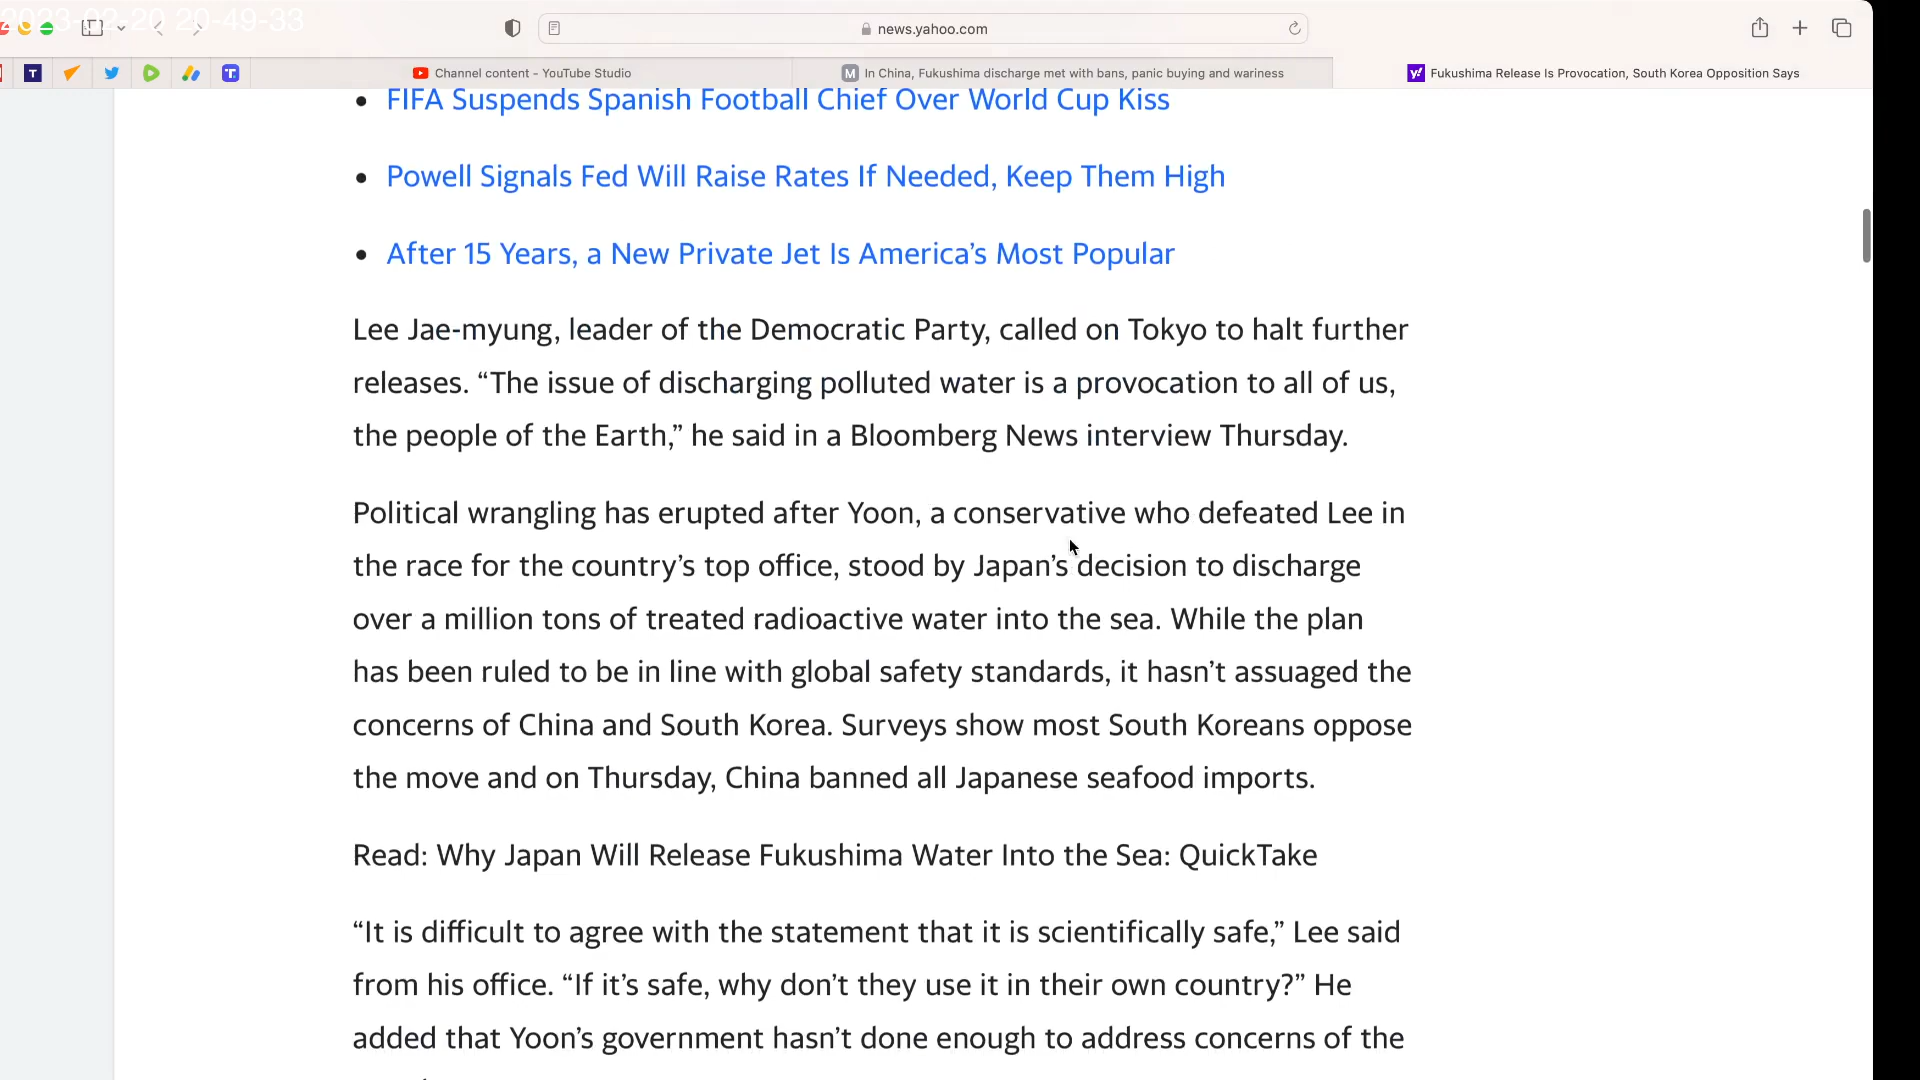 2023-02-20 20-49-33
news.yahoo.com
T
T
Channel content – YouTube Studio
M In China, Fukushima discharge met with bans, panic buying and wariness
y! Fukushima Release Is Provocation, South Korea Opposition Says
• FIFA Suspends Spanish Football Chief Over World Cup Kiss
• Powell Signals Fed Will Raise Rates If Needed, Keep Them High
• After 15 Years, a New Private Jet Is America’s Most Popular
Lee Jae-myung, leader of the Democratic Party, called on Tokyo to halt further
releases. “The issue of discharging polluted water is a provocation to all of us,
the people of the Earth,” he said in a Bloomberg News interview Thursday.
Political wrangling has erupted after Yoon, a conservative who defeated Lee in
the race for the country’s top office, stood by Japan’s decision to discharge
over a million tons of treated radioactive water into the sea. While the plan
has been ruled to be in line with global safety standards, it hasn’t assuaged the
concerns of China and South Korea. Surveys show most South Koreans oppose
the move and on Thursday, China banned all Japanese seafood imports.
Read: Why Japan Will Release Fukushima Water Into the Sea: QuickTake
“It is difficult to agree with the statement that it is scientifically safe,” Lee said
from his office. “If it’s safe, why don’t they use it in their own country?” He
added that Yoon’s government hasn’t done enough to address concerns of the